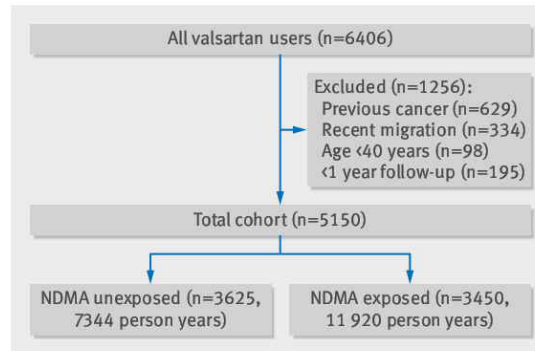 All valsartan users (n=6406)
Excluded (n=1256):
Previous cancer (n=629)
Recent migration (n=334)
Age <40 years (n=98)
<1 year follow-up (n=195)
Total cohort (n=5150)
NDMA unexposed (n=3625,
7344 person years)
NDMA exposed (n=3450,
11 920 person years)